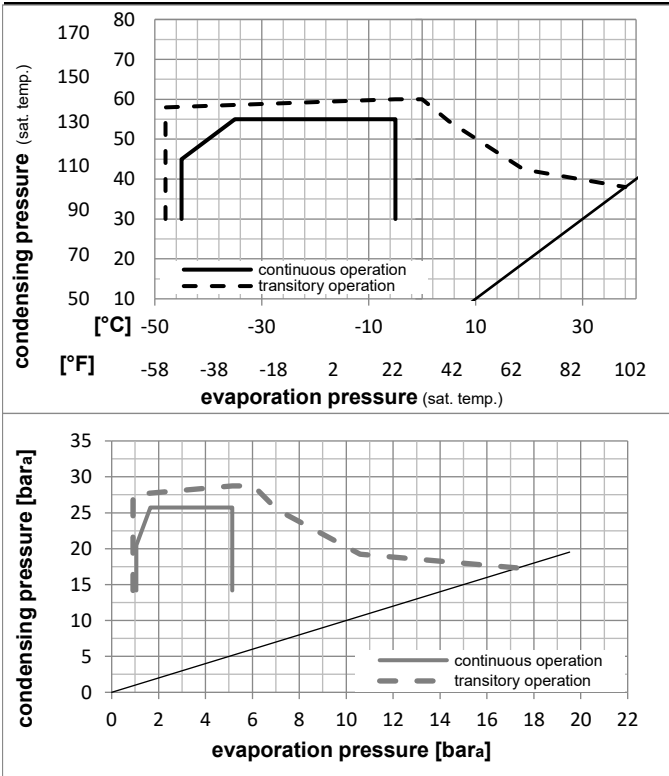 condensing pressure (sat. temp.)
170 80
150 70
60
130 50
110 40
90 30
70 20
50 10
continuous operation
transitory operation
[°C] -50 -30 -10 10 30
[°F] -58 -38 -18 2 22 42 62 82 102
evaporation pressure (sat. temp.)
condensing pressure [bara]
35
30
25
20
15
10
5
0
continuous operation
transitory operation
0 2 4 6 8 10 12 14 16 18 20 22
evaporation pressure [bara]